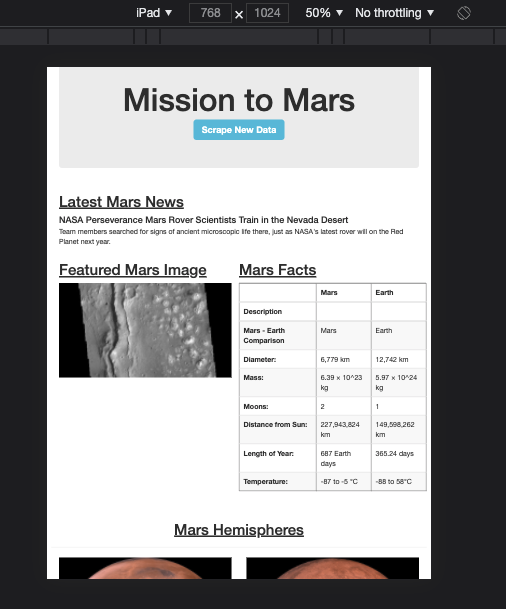 iPad ▼ 768 × 1024 50% ▼ No throttling ▼
Mission to Mars
Scrape New Data
Latest Mars News
NASA Perseverance Mars Rover Scientists Train in the Nevada Desert
Team members searched for signs of ancient microscopic life there, just as NASA's latest rover will on the Red
Planet next year.
Featured Mars Image
Mars Facts
Mars Earth
Description
Mars - Earth
Comparison
Mars Earth
Diameter: 6,779 km 12,742 km
Mass: 6.39 × 10^23
kg
5.97 × 10^24
kg
Moons: 2 1
Distance from Sun: 227,943,824
km
149,598,262
km
Length of Year: 687 Earth
days
365.24 days
Temperature: -87 to -5 °C -88 to 58°C
Mars Hemispheres